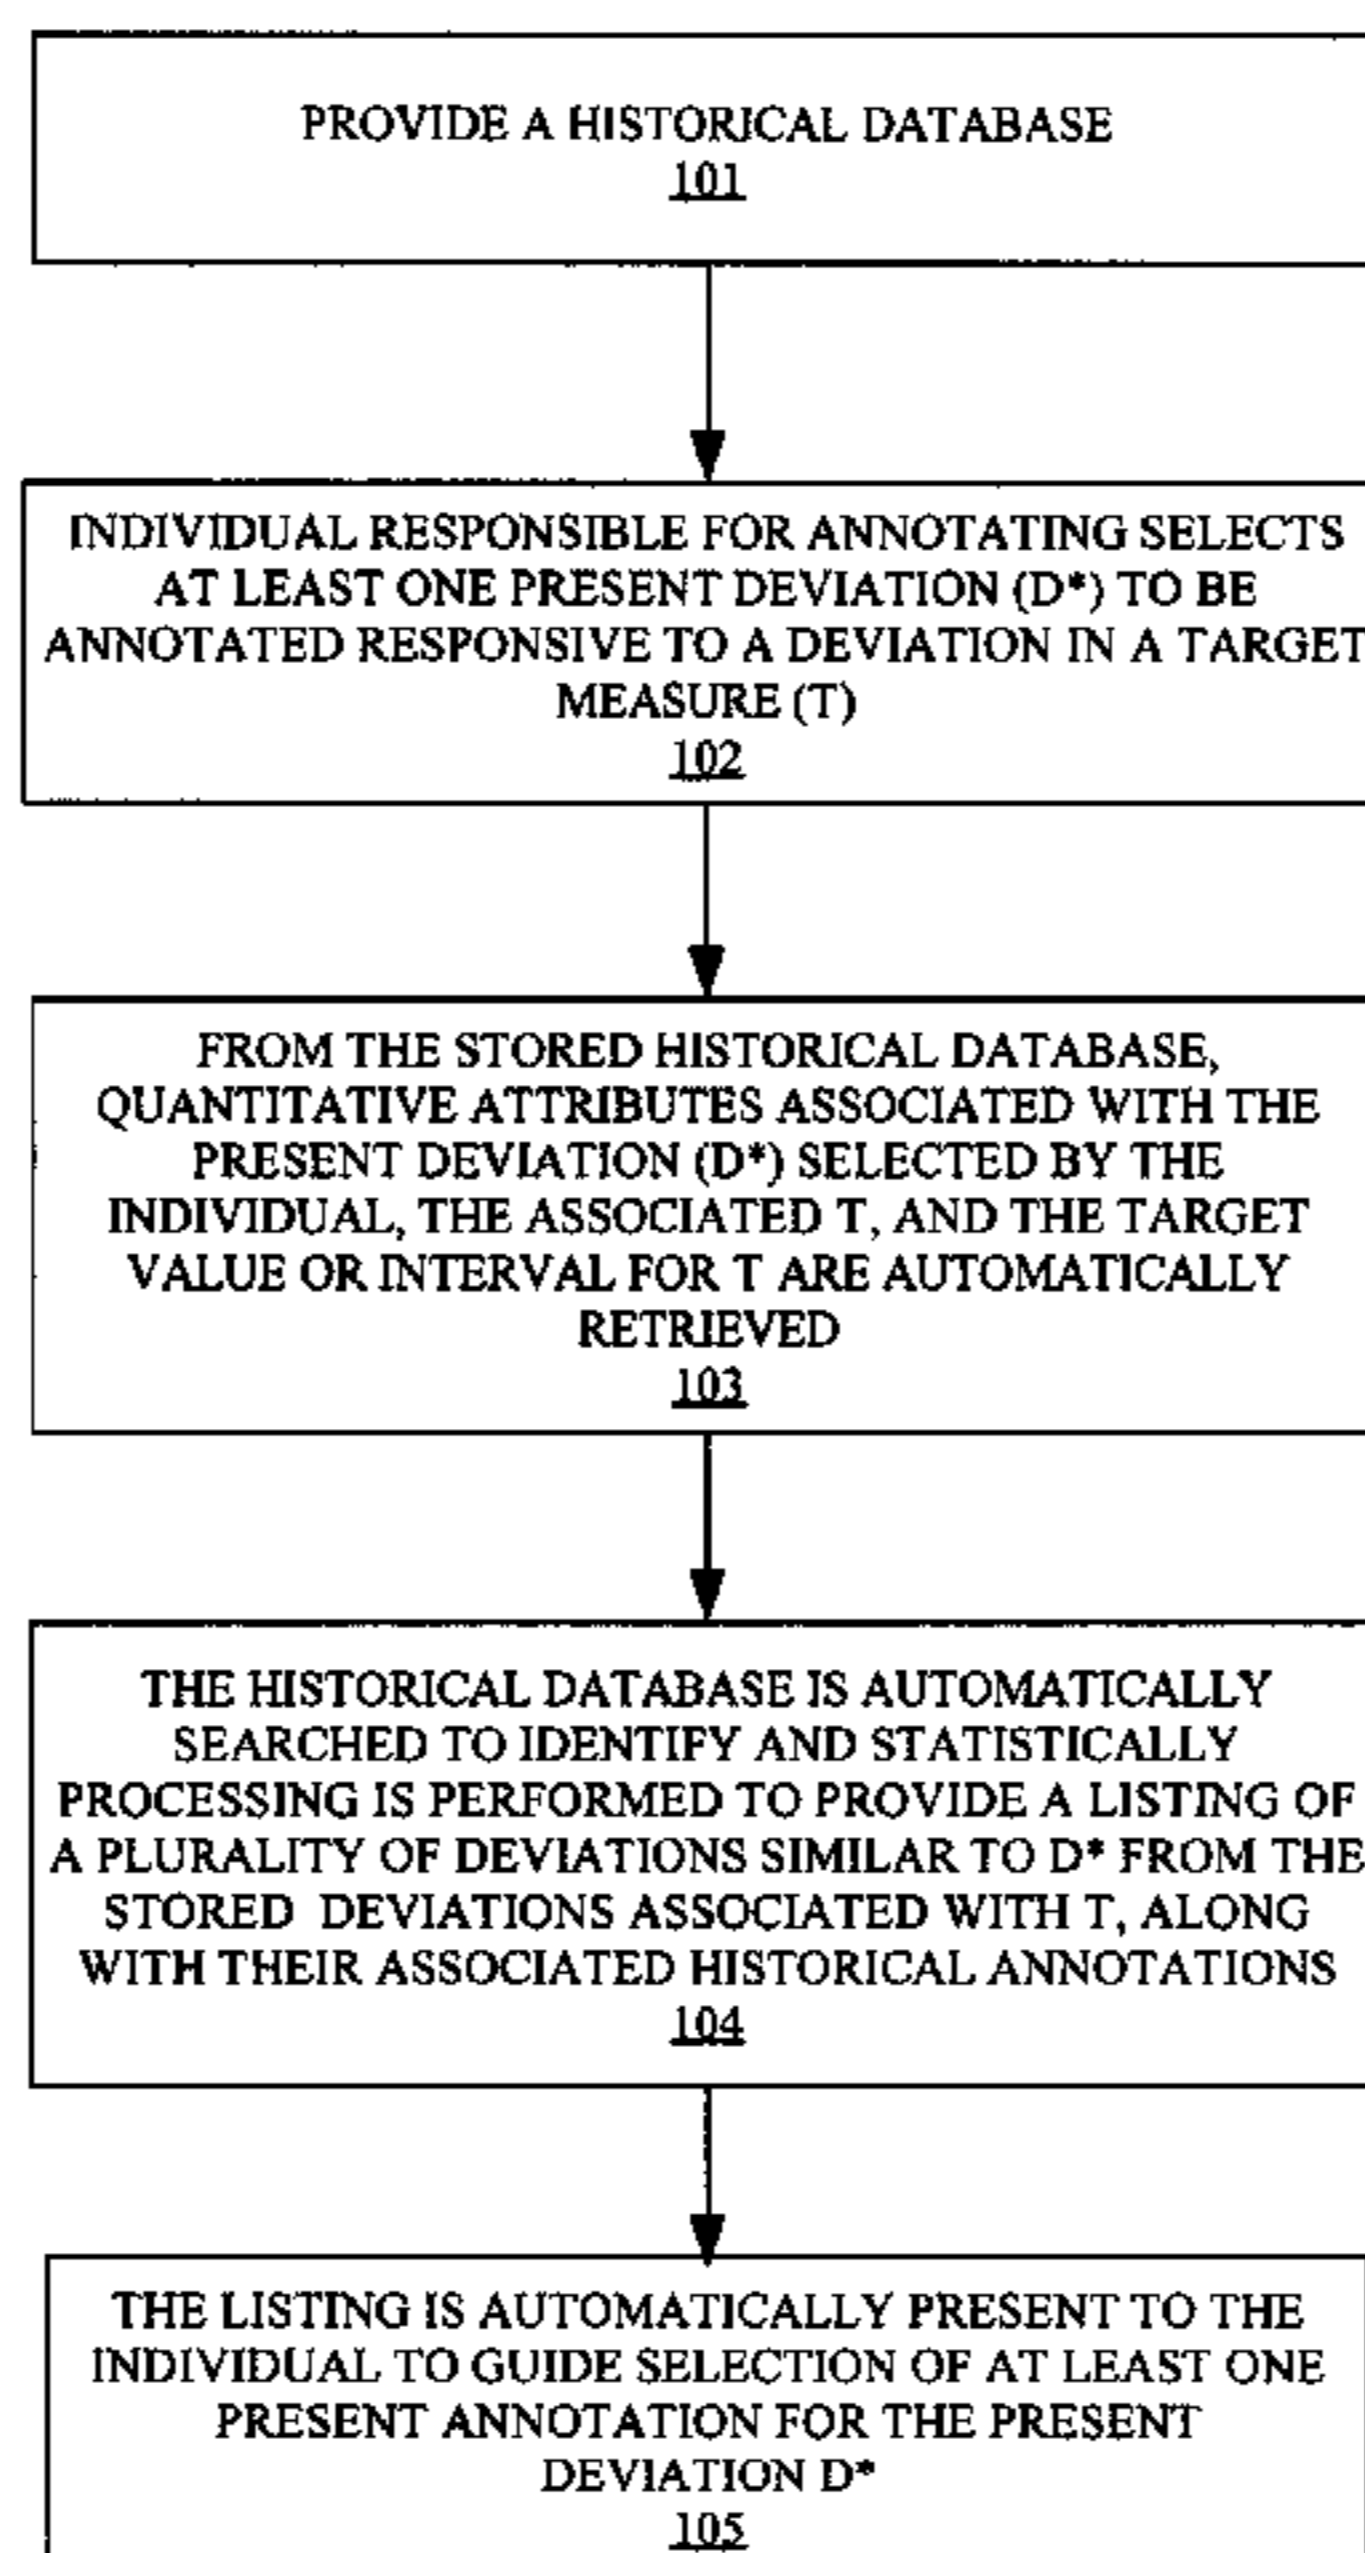 PROVIDE A HISTORICAL DATABASE
101
INDIVIDUAL RESPONSIBLE FOR ANNOTATING SELECTS
AT LEAST ONE PRESENT DEVIATION (D*) TO BE
ANNOTATED RESPONSIVE TO A DEVIATION IN A TARGET
MEASURE (T)
102
FROM THE STORED HISTORICAL DATABASE,
QUANTITATIVE ATTRIBUTES ASSOCIATED WITH THE
PRESENT DEVIATION (D*) SELECTED BY THE
INDIVIDUAL, THE ASSOCIATED T, AND THE TARGET
VALUE OR INTERVAL FOR T ARE AUTOMATICALLY
RETRIEVED
103
THE HISTORICAL DATABASE IS AUTOMATICALLY
SEARCHED TO IDENTIFY AND STATISTICALLY
PROCESSING IS PERFORMED TO PROVIDE A LISTING OF
A PLURALITY OF DEVIATIONS SIMILAR TO D* FROM THE
STORED DEVIATIONS ASSOCIATED WITH T, ALONG
WITH THEIR ASSOCIATED HISTORICAL ANNOTATIONS
104
THE LISTING IS AUTOMATICALLY PRESENT TO THE
INDIVIDUAL TO GUIDE SELECTION OF AT LEAST ONE
PRESENT ANNOTATION FOR THE PRESENT
DEVIATION D*
105